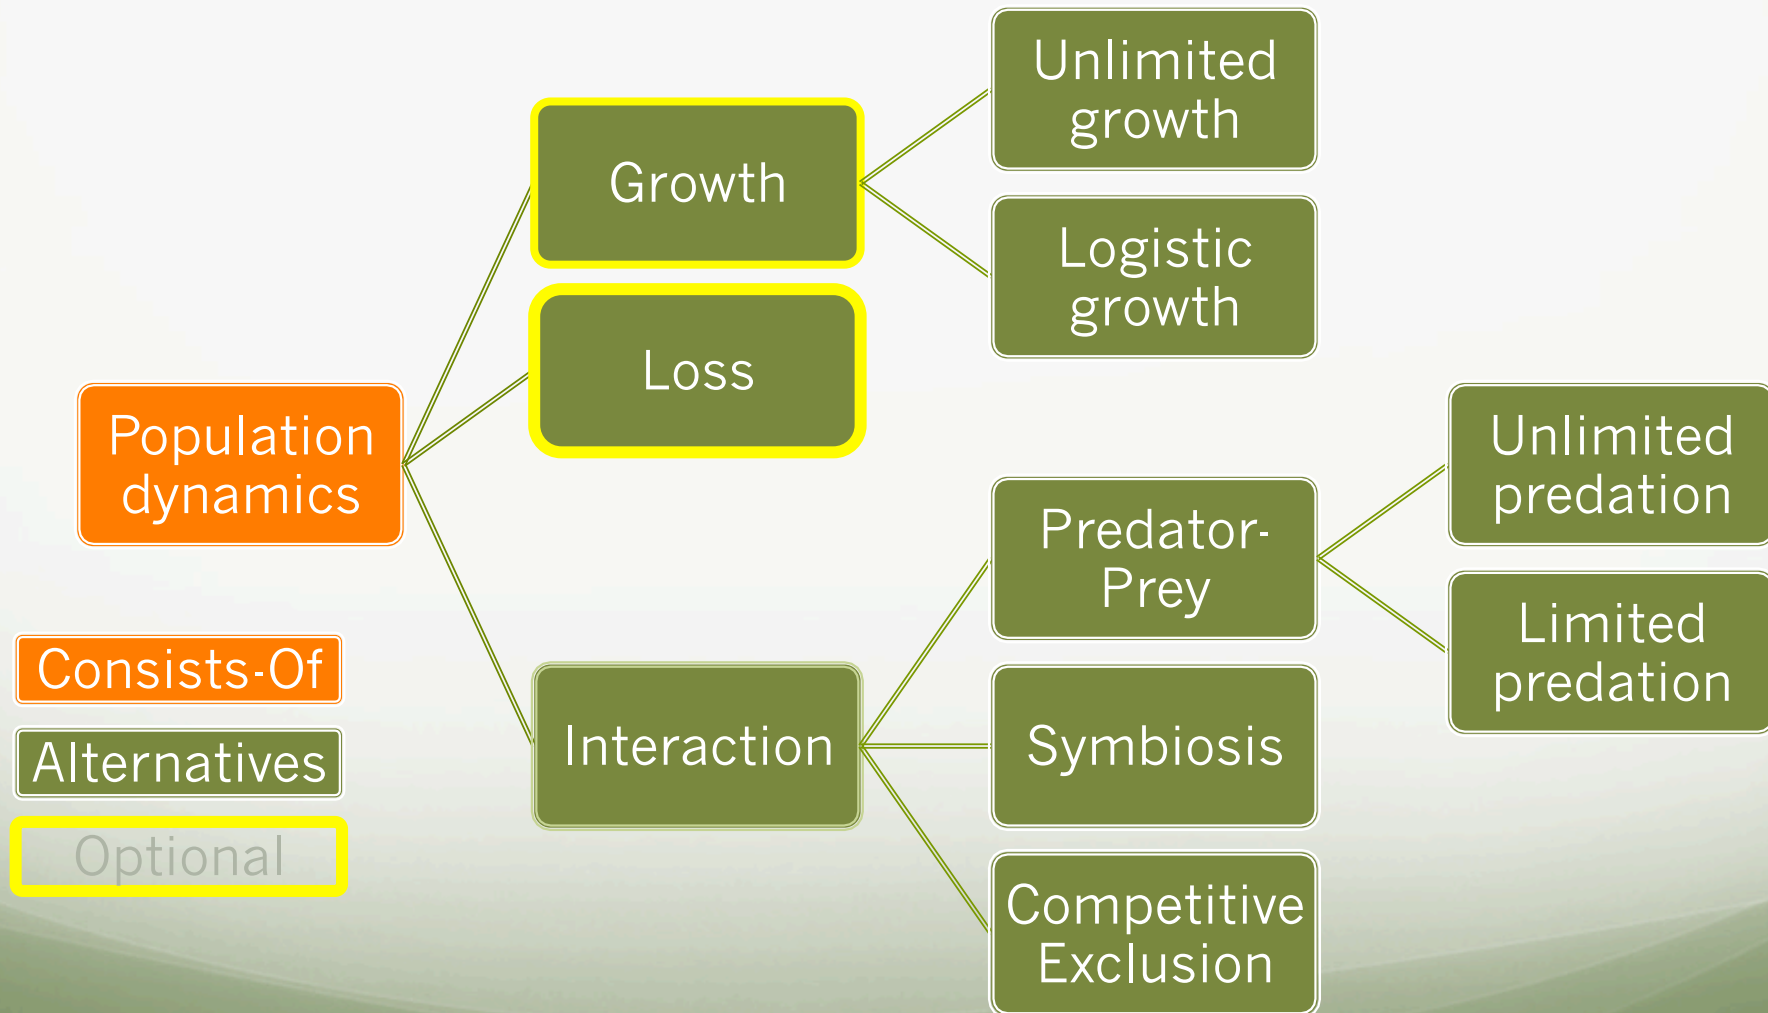 Unlimited
growth
Growth
Logistic
growth
Loss
Population
dynamics
Unlimited
predation
Predator-
Prey
Limited
predation
Consists-Of
Interaction
Symbiosis
Alternatives
Optional
Competitive
Exclusion